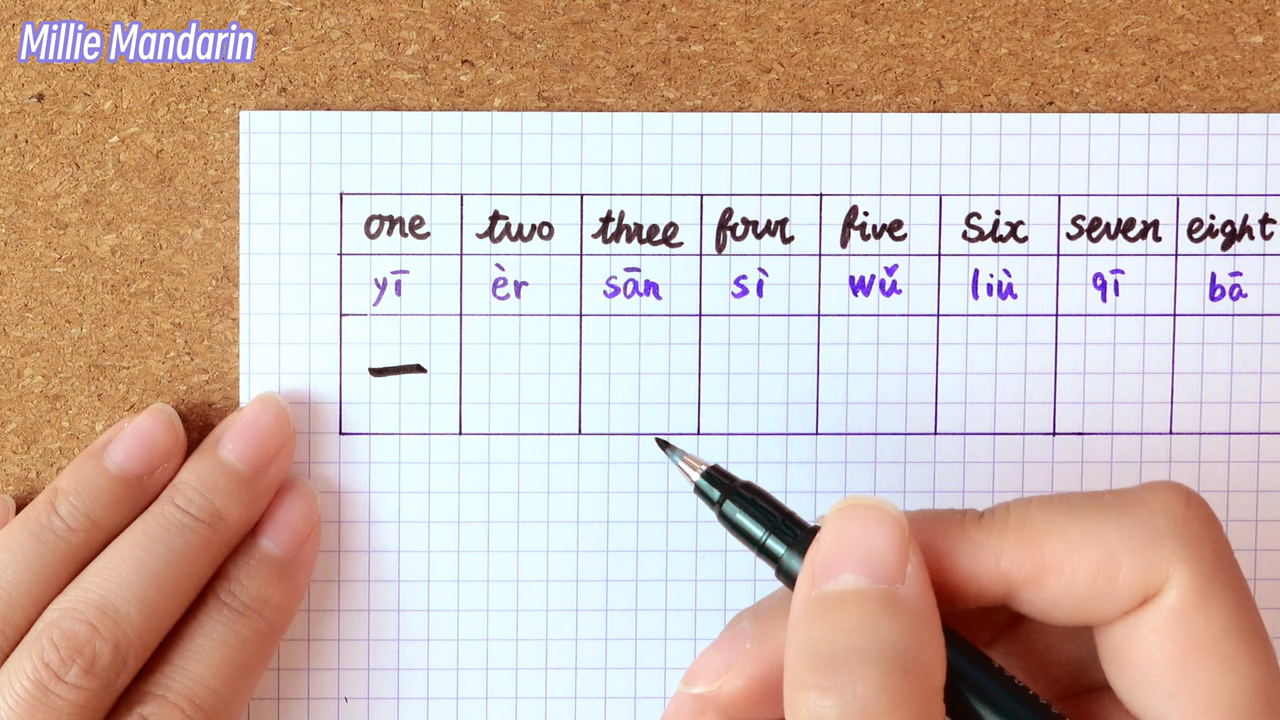 Millie Mandarin
one two three four five six seven eight
yī èr sān sì wǔ liù qī bā
一